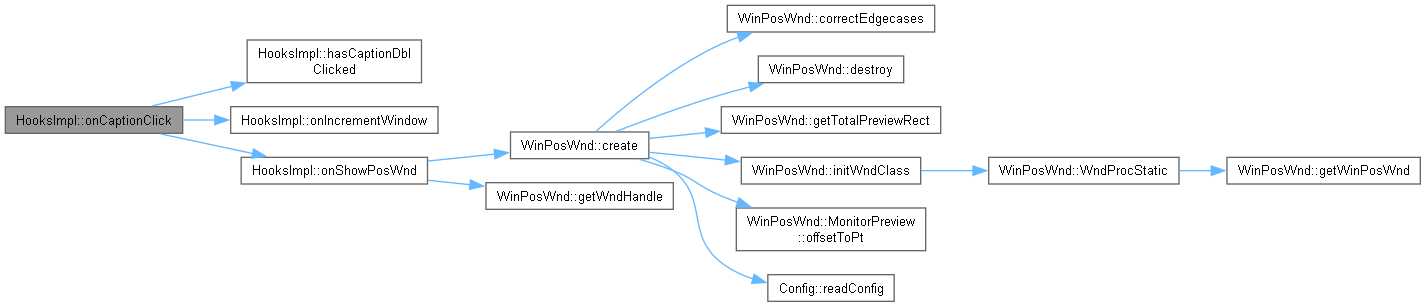 HooksImpl::onCaptionClick
HooksImpl::hasCaptionDbl
Clicked
HooksImpl::onIncrementWindow
HooksImpl::onShowPosWnd
WinPosWnd::create
WinPosWnd::getWndHandle
WinPosWnd::correctEdgecases
WinPosWnd::destroy
WinPosWnd::getTotalPreviewRect
WinPosWnd::initWndClass
WinPosWnd::MonitorPreview
::offsetToPt
Config::readConfig
WinPosWnd::WndProcStatic
WinPosWnd::getWinPosWnd